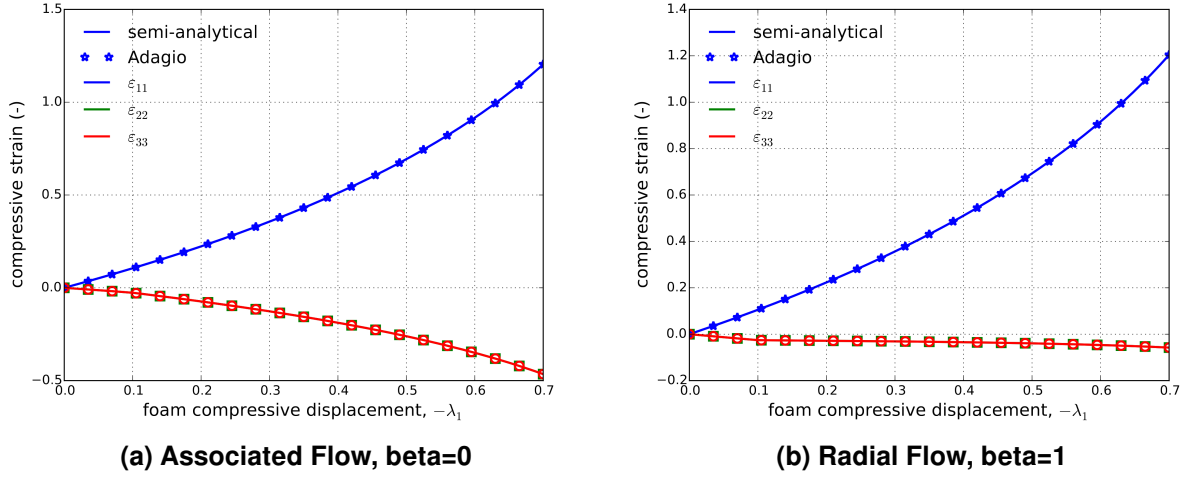 1.5
1.0
0.5
0.0
−0.5
compressive strain (-)
semi-analytical
Adagio
ε₁₁
ε₂₂
ε₃₃
0.0 0.1 0.2 0.3 0.4 0.5 0.6 0.7
foam compressive displacement, −λ₁
(a) Associated Flow, beta=0
1.4
1.2
1.0
0.8
0.6
0.4
0.2
0.0
−0.2
compressive strain (-)
semi-analytical
Adagio
ε₁₁
ε₂₂
ε₃₃
0.0 0.1 0.2 0.3 0.4 0.5 0.6 0.7
foam compressive displacement, −λ₁
(b) Radial Flow, beta=1